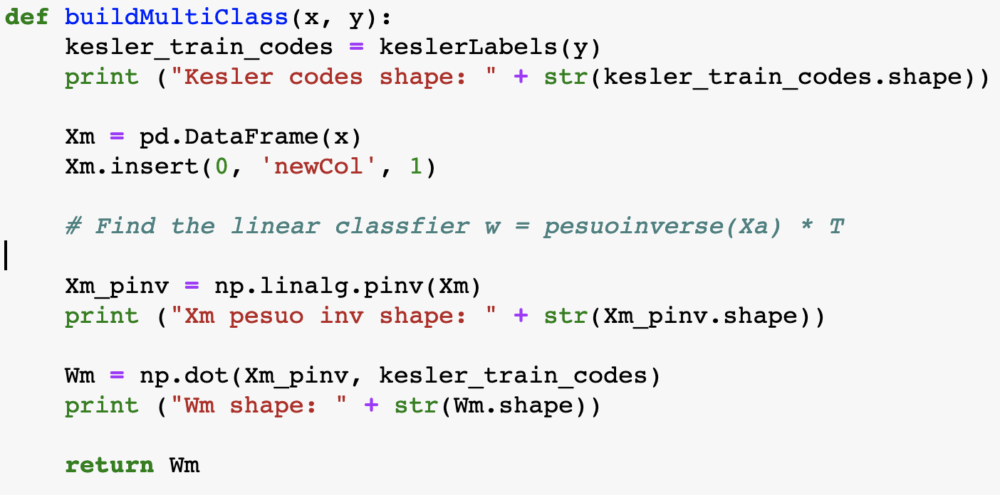 def buildMultiClass(x, y):
    kesler_train_codes = keslerLabels(y)
    print ("Kesler codes shape: " + str(kesler_train_codes.shape))
    Xm = pd.DataFrame(x)
    Xm.insert(0, 'newCol', 1)
    # Find the linear classfier w = pesuoinverse(Xa) * T
    Xm_pinv = np.linalg.pinv(Xm)
    print ("Xm pesuo inv shape: " + str(Xm_pinv.shape))
    Wm = np.dot(Xm_pinv, kesler_train_codes)
    print ("Wm shape: " + str(Wm.shape))
    return Wm